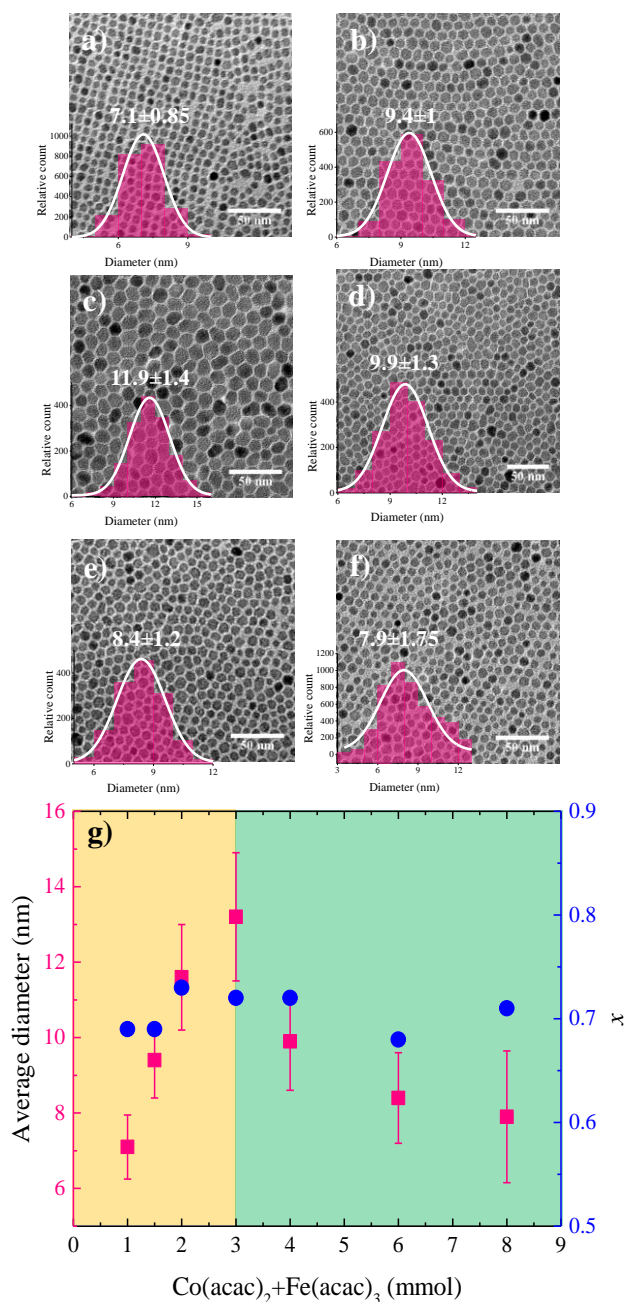 a)
7.1±0.85
1000
800
600
400
200
0
Relative count
6 9
Diameter (nm)
50 nm
b)
9.4±1
600
400
200
0
Relative count
6 9 12
Diameter (nm)
50 nm
c)
11.9±1.4
400
200
0
Relative count
6 9 12 15
Diameter (nm)
50 nm
d)
9.9±1.3
400
200
0
Relative count
6 9 12
Diameter (nm)
50 nm
e)
8.4±1.2
400
200
0
Relative count
6 9 12
Diameter (nm)
50 nm
f)
7.9±1.75
1200
1000
800
600
400
200
0
Relative count
3 6 9 12
Diameter (nm)
50 nm
g)
16
14
12
10
8
6
Average diameter (nm)
0.9
0.8
0.7
0.6
0.5
x
0 1 2 3 4 5 6 7 8 9
Co(acac)₂+Fe(acac)₃ (mmol)